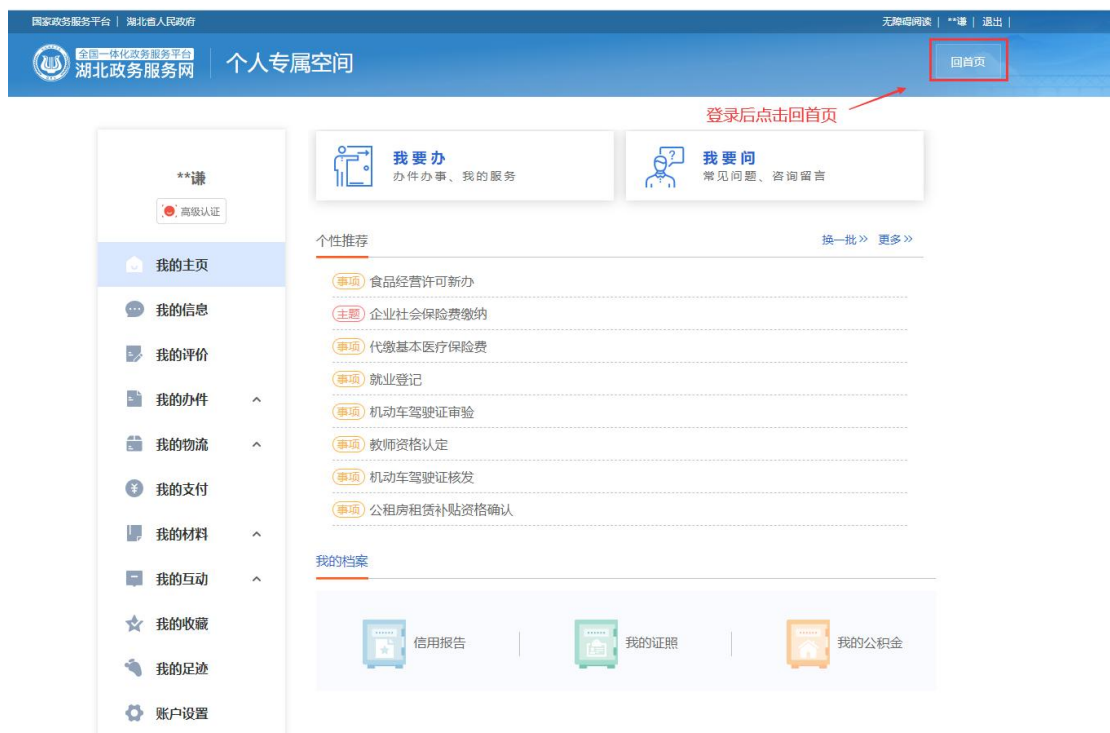 国家政务服务平台 | 湖北省人民政府
无障碍阅读 | **谦 | 退出 |
全国一体化政务服务平台
湖北政务服务网
个人专属空间
回首页
登录后点击回首页
**谦
高级认证
我的主页
我的信息
我的评价
我的办件
我的物流
我的支付
我的材料
我的互动
我的收藏
我的足迹
账户设置
我要办
办件办事、我的服务
我要问
常见问题、咨询留言
个性推荐
换一批》 更多》
事项 食品经营许可新办
主题 企业社会保险费缴纳
事项 代缴基本医疗保险费
事项 就业登记
事项 机动车驾驶证审验
事项 教师资格认定
事项 机动车驾驶证核发
事项 公租房租赁补贴资格确认
我的档案
信用报告
我的证照
我的公积金